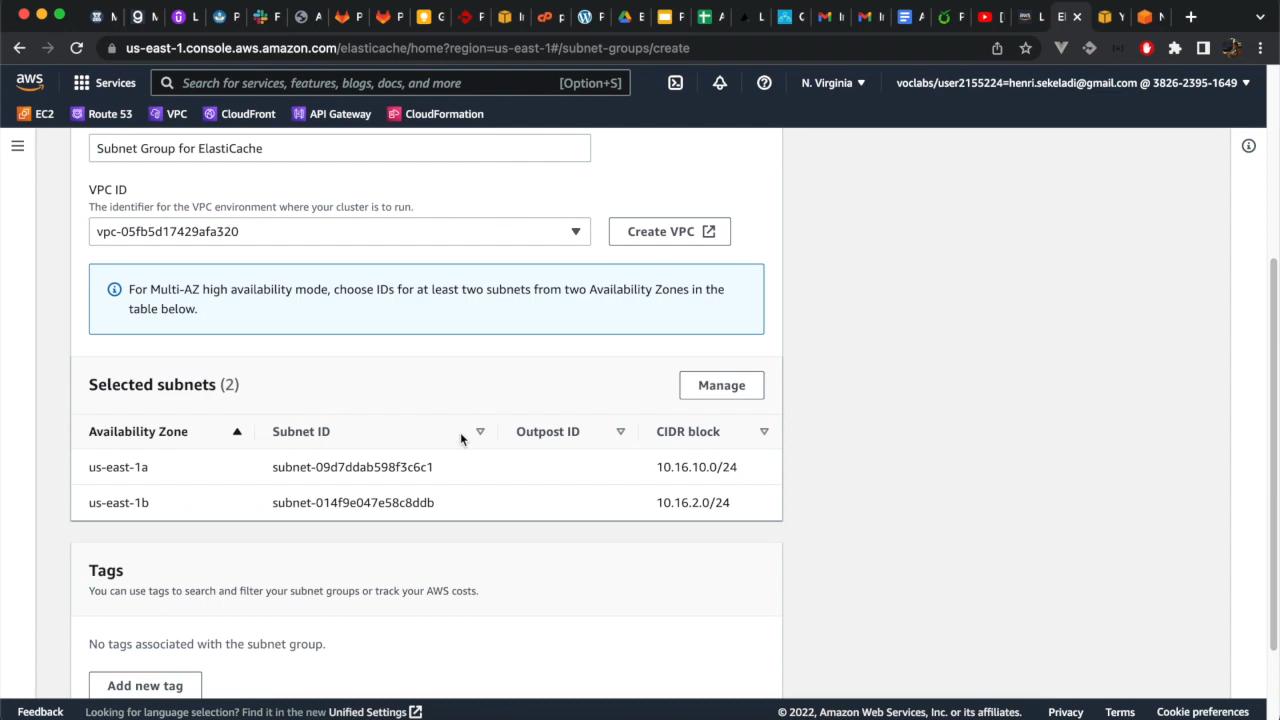 us-east-1.console.aws.amazon.com/elasticache/home?region=us-east-1#/subnet-groups/create
aws
Services
Search for services, features, blogs, docs, and more
[Option+S]
N. Virginia
voclabs/user2155224=henri.sekeladi@gmail.com @ 3826-2395-1649
EC2
Route 53
VPC
CloudFront
API Gateway
CloudFormation
Subnet Group for ElastiCache
VPC ID
The identifier for the VPC environment where your cluster is to run.
vpc-05fb5d17429afa320
Create VPC
For Multi-AZ high availability mode, choose IDs for at least two subnets from two Availability Zones in the
table below.
Selected subnets (2)
Manage
Availability Zone Subnet ID Outpost ID CIDR block
us-east-1a subnet-09d7ddab598f3c6c1 10.16.10.0/24
us-east-1b subnet-014f9e047e58c8ddb 10.16.2.0/24
Tags
You can use tags to search and filter your subnet groups or track your AWS costs.
No tags associated with the subnet group.
Add new tag
Feedback
Looking for language selection? Find it in the new Unified Settings
© 2022, Amazon Web Services, Inc. or its affiliates.
Privacy
Terms
Cookie preferences